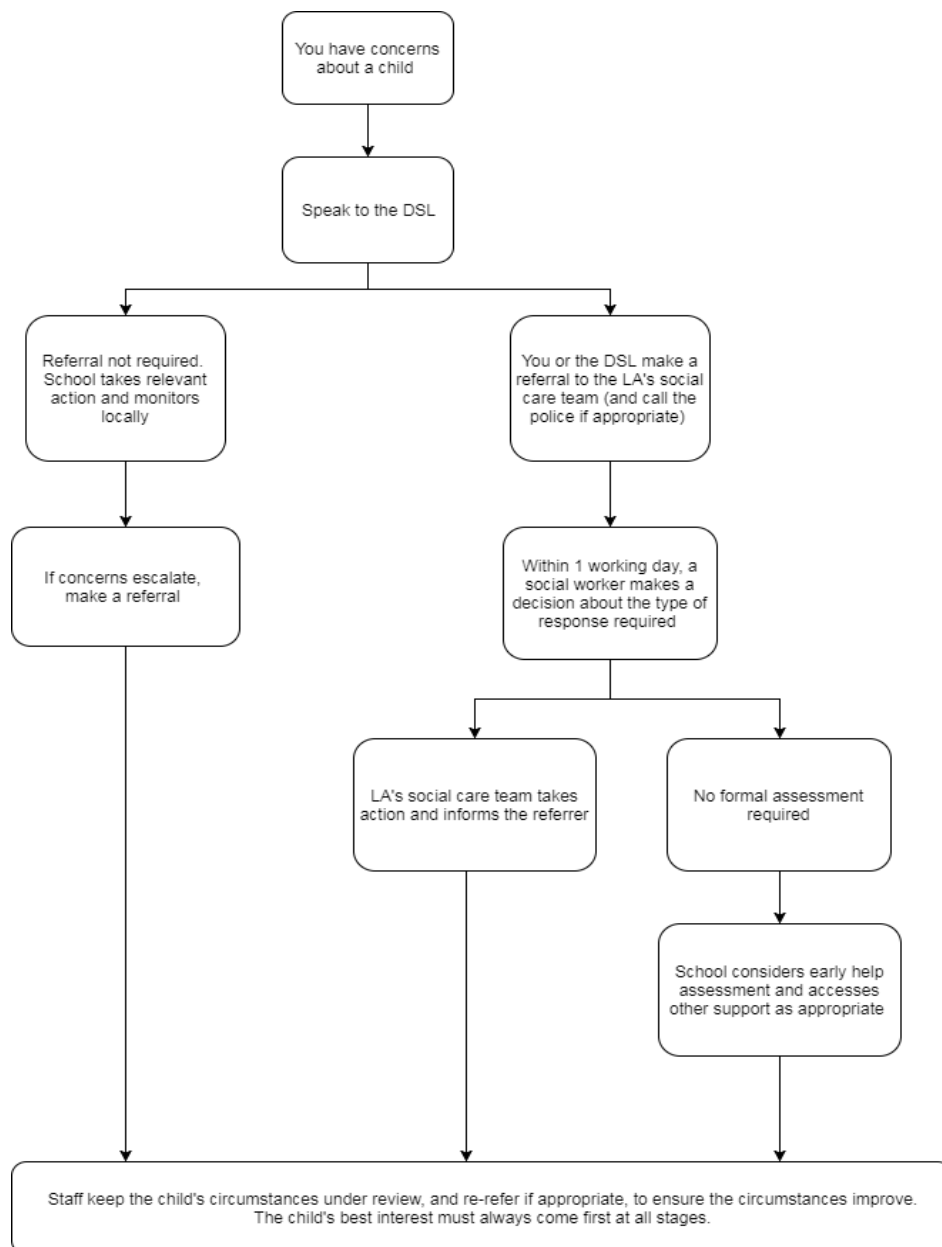 You have concerns
about a child
Speak to the DSL
Referral not required.
School takes relevant
action and monitors
locally
You or the DSL make a
referral to the LA's social
care team (and call the
police if appropriate)
If concerns escalate,
make a referral
Within 1 working day, a
social worker makes a
decision about the type of
response required
LA's social care team takes
action and informs the referrer
No formal assessment
required
School considers early help
assessment and accesses
other support as appropriate
Staff keep the child's circumstances under review, and re-refer if appropriate, to ensure the circumstances improve.
The child's best interest must always come first at all stages.